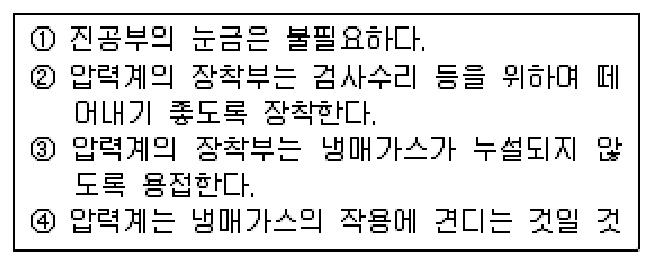 ① 진공부의 눈금은 불필요하다.
② 압력계의 장착부는 검사수리 등을 위하여 떼
어내기 좋도록 장착한다.
③ 압력계의 장착부는 냉매가스가 누설되지 않
도록 용접한다.
④ 압력계는 냉매가스의 작용에 견디는 것일 것